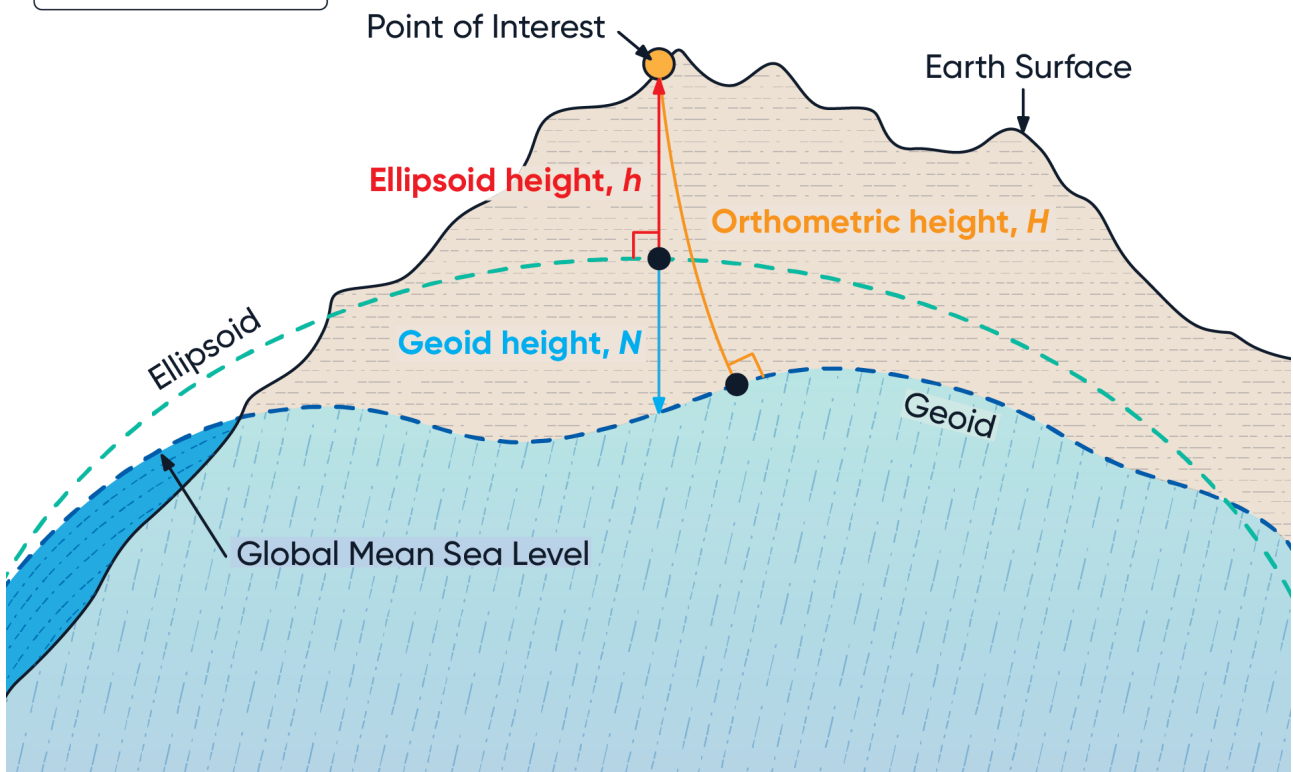 Point of Interest
Earth Surface
Ellipsoid height, h
Orthometric height, H
Ellipsoid
Geoid height, N
Geoid
Global Mean Sea Level